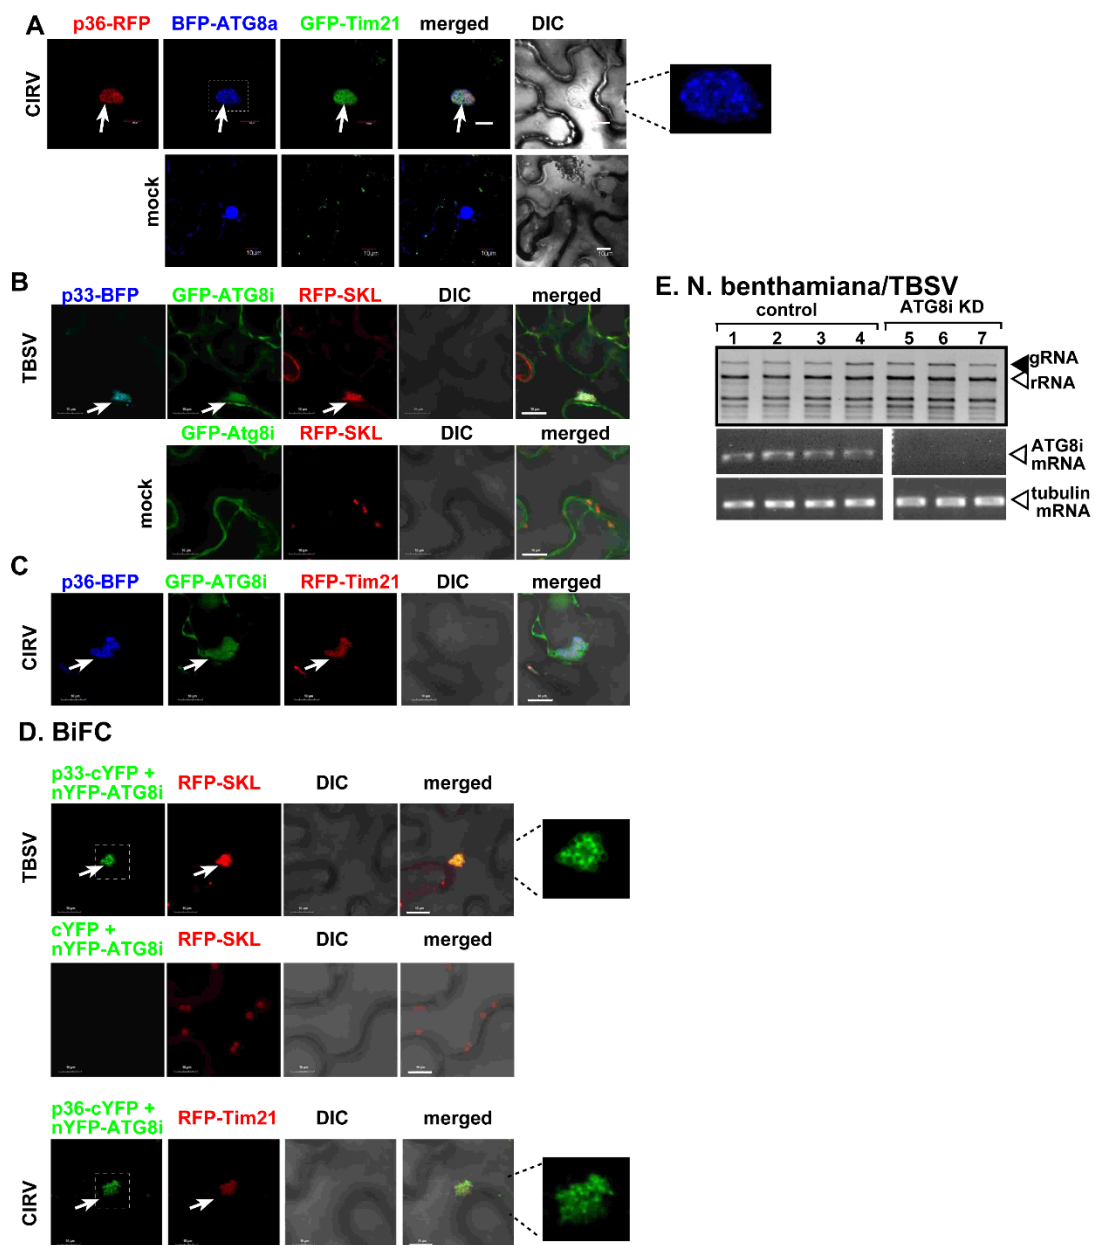 A
p36-RFP BFP-ATG8a GFP-Tim21 merged DIC
CIRV
mock
10µm 10µm 10µm 10µm
B
p33-BFP GFP-ATG8i RFP-SKL DIC merged
TBSV
GFP-Atg8i RFP-SKL DIC merged
mock
C
p36-BFP GFP-ATG8i RFP-Tim21 DIC merged
CIRV
D. BiFC
p33-cYFP +
nYFP-ATG8i RFP-SKL DIC merged
TBSV
cYFP +
nYFP-ATG8i RFP-SKL DIC merged
p36-cYFP +
nYFP-ATG8i RFP-Tim21 DIC merged
CIRV
E. N. benthamiana/TBSV
control ATG8i KD
1 2 3 4 5 6 7
gRNA
rRNA
ATG8i
mRNA
tubulin
mRNA